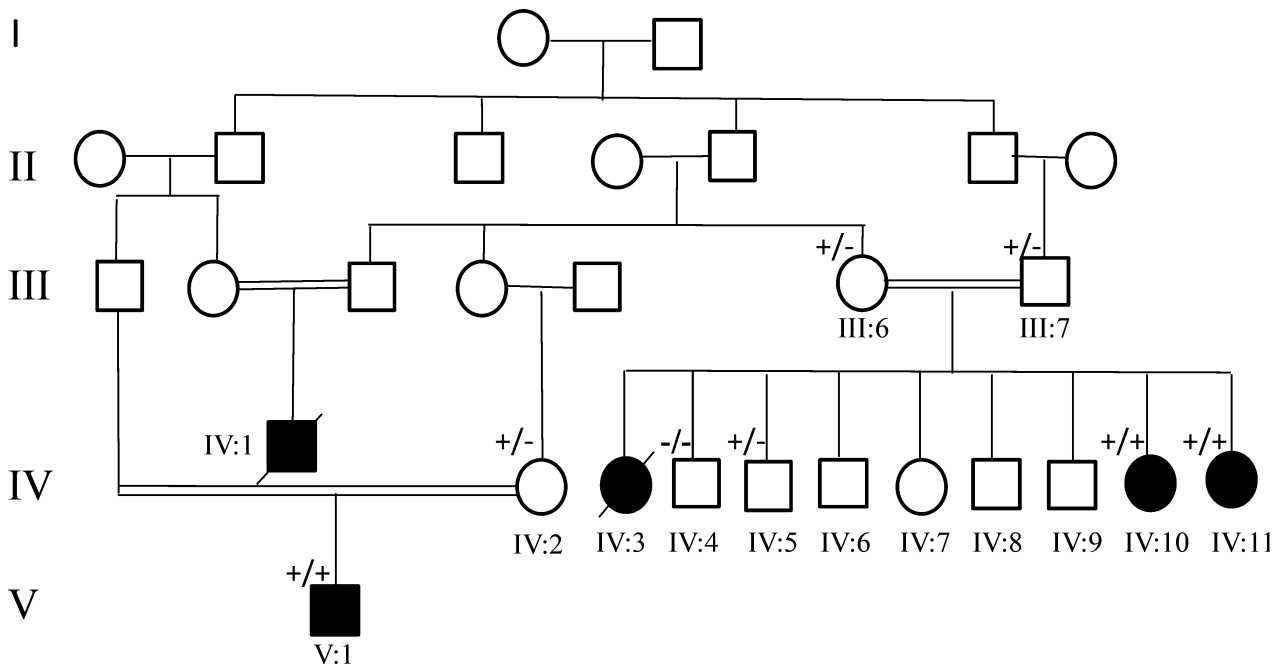 I
II
+/- +/-
III
III:6 III:7
IV:1 +/- -/- +/- +/+ +/+
IV
IV:2 IV:3 IV:4 IV:5 IV:6 IV:7 IV:8 IV:9 IV:10 IV:11
+/+
V
V:1